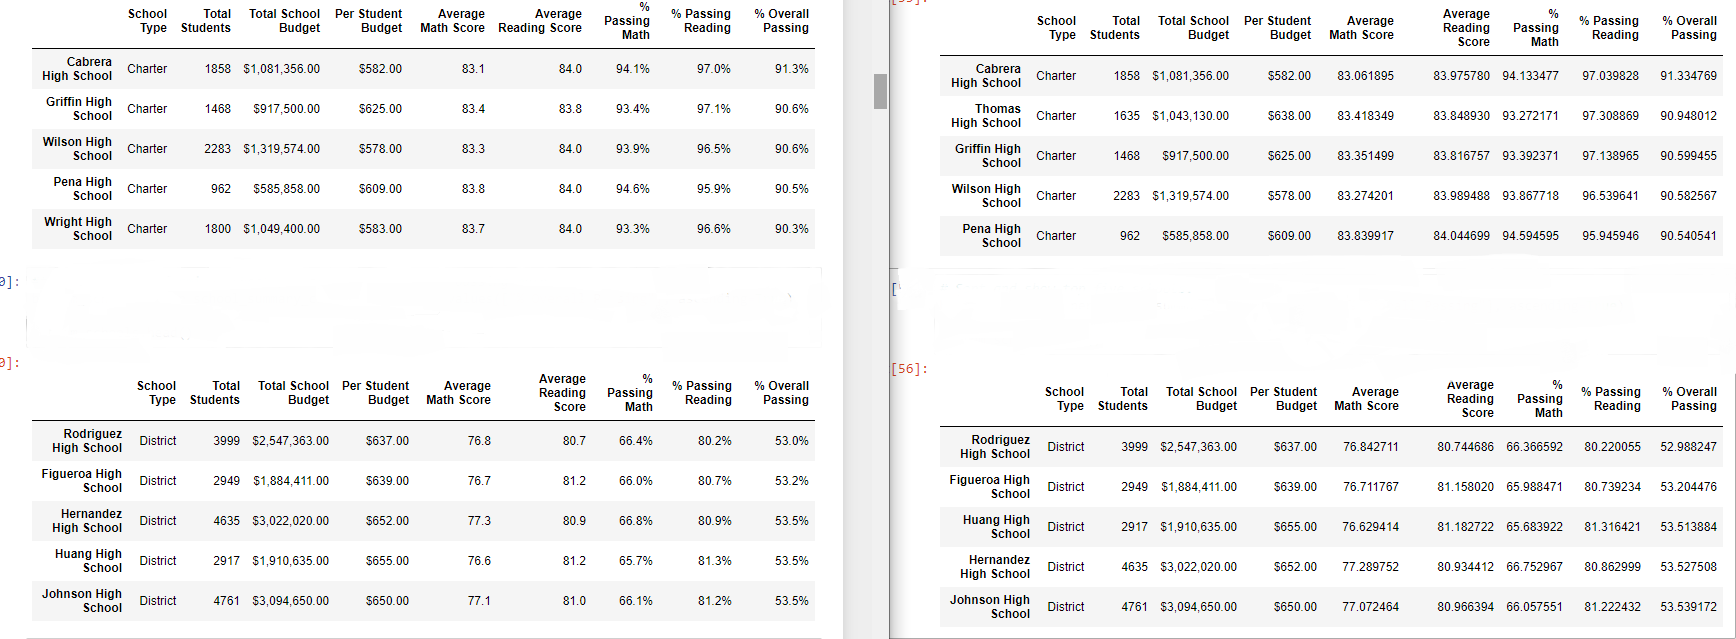 School Type Total Students Total School Budget Per Student Budget Average Math Score Average Reading Score % Passing Math % Passing Reading % Overall Passing
Cabrera High School Charter 1858 $1,081,356.00 $582.00 83.1 84.0 94.1% 97.0% 91.3%
Griffin High School Charter 1468 $917,500.00 $625.00 83.4 83.8 93.4% 97.1% 90.6%
Wilson High School Charter 2283 $1,319,574.00 $578.00 83.3 84.0 93.9% 96.5% 90.6%
Pena High School Charter 962 $585,858.00 $609.00 83.8 84.0 94.6% 95.9% 90.5%
Wright High School Charter 1800 $1,049,400.00 $583.00 83.7 84.0 93.3% 96.6% 90.3%
]:
]:
School Type Total Students Total School Budget Per Student Budget Average Math Score Average Reading Score % Passing Math % Passing Reading % Overall Passing
Rodriguez High School District 3999 $2,547,363.00 $637.00 76.8 80.7 66.4% 80.2% 53.0%
Figueroa High School District 2949 $1,884,411.00 $639.00 76.7 81.2 66.0% 80.7% 53.2%
Hernandez High School District 4635 $3,022,020.00 $652.00 77.3 80.9 66.8% 80.9% 53.5%
Huang High School District 2917 $1,910,635.00 $655.00 76.6 81.2 65.7% 81.3% 53.5%
Johnson High School District 4761 $3,094,650.00 $650.00 77.1 81.0 66.1% 81.2% 53.5%
School Type Total Students Total School Budget Per Student Budget Average Math Score Average Reading Score % Passing Math % Passing Reading % Overall Passing
Cabrera High School Charter 1858 $1,081,356.00 $582.00 83.061895 83.975780 94.133477 97.039828 91.334769
Thomas High School Charter 1635 $1,043,130.00 $638.00 83.418349 83.848930 93.272171 97.308869 90.948012
Griffin High School Charter 1468 $917,500.00 $625.00 83.351499 83.816757 93.392371 97.138965 90.599455
Wilson High School Charter 2283 $1,319,574.00 $578.00 83.274201 83.989488 93.867718 96.539641 90.582567
Pena High School Charter 962 $585,858.00 $609.00 83.839917 84.044699 94.594595 95.945946 90.540541
[
[56]:
School Type Total Students Total School Budget Per Student Budget Average Math Score Average Reading Score % Passing Math % Passing Reading % Overall Passing
Rodriguez High School District 3999 $2,547,363.00 $637.00 76.842711 80.744686 66.366592 80.220055 52.988247
Figueroa High School District 2949 $1,884,411.00 $639.00 76.711767 81.158020 65.988471 80.739234 53.204476
Huang High School District 2917 $1,910,635.00 $655.00 76.629414 81.182722 65.683922 81.316421 53.513884
Hernandez High School District 4635 $3,022,020.00 $652.00 77.289752 80.934412 66.752967 80.862999 53.527508
Johnson High School District 4761 $3,094,650.00 $650.00 77.072464 80.966394 66.057551 81.222432 53.539172